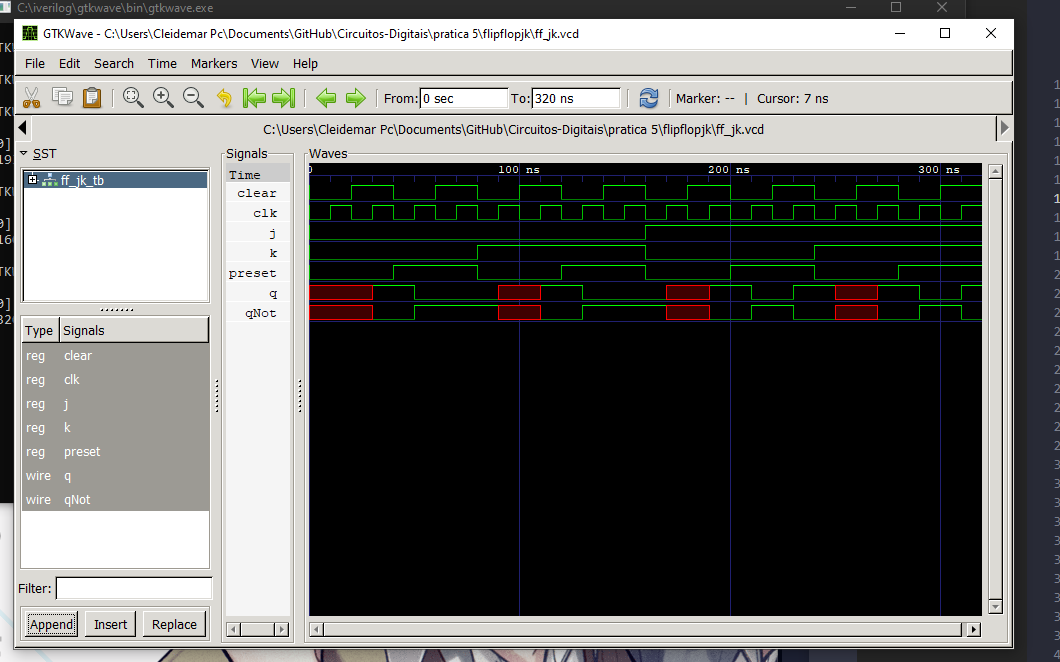 C:\iverilog\gtkwave\bin\gtkwave.exe
GTKWave - C:\Users\Cleidemar Pc\Documents\GitHub\Circuitos-Digitais\pratica 5\flipflopjk\ff_jk.vcd
File Edit Search Time Markers View Help
From: 0 sec To: 320 ns Marker: -- | Cursor: 7 ns
C:\Users\Cleidemar Pc\Documents\GitHub\Circuitos-Digitais\pratica 5\flipflopjk\ff_jk.vcd
SST
ff_jk_tb
Type Signals
reg clear
reg clk
reg j
reg k
reg preset
wire q
wire qNot
Filter:
Append Insert Replace
Signals
Time
clear
clk
j
k
preset
q
qNot
Waves
100 ns 200 ns 300 ns